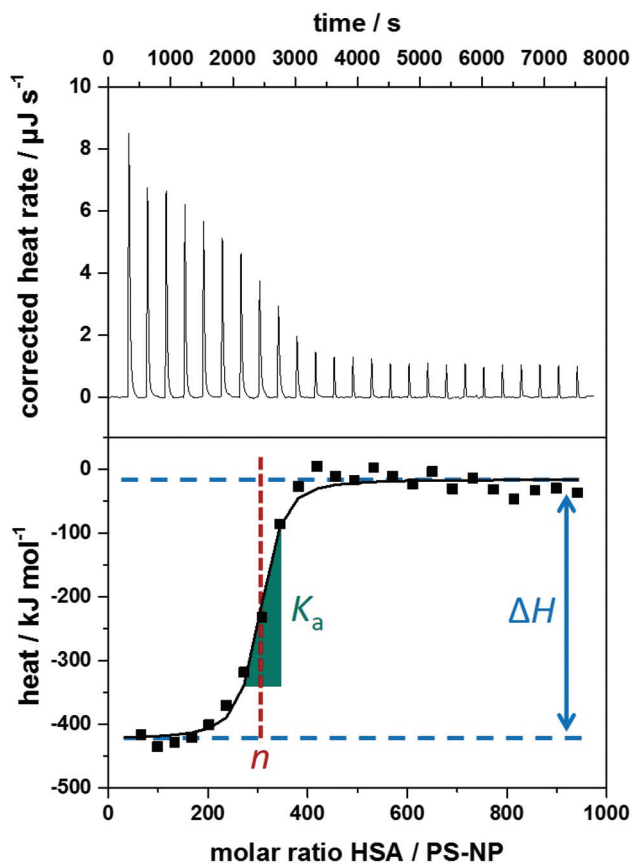 time / s
0 1000 2000 3000 4000 5000 6000 7000 8000
10
8
6
4
2
0
corrected heat rate / µJ s⁻¹
0
-100
-200
-300
-400
-500
heat / kJ mol⁻¹
Kₐ
ΔH
n
0 200 400 600 800 1000
molar ratio HSA / PS-NP